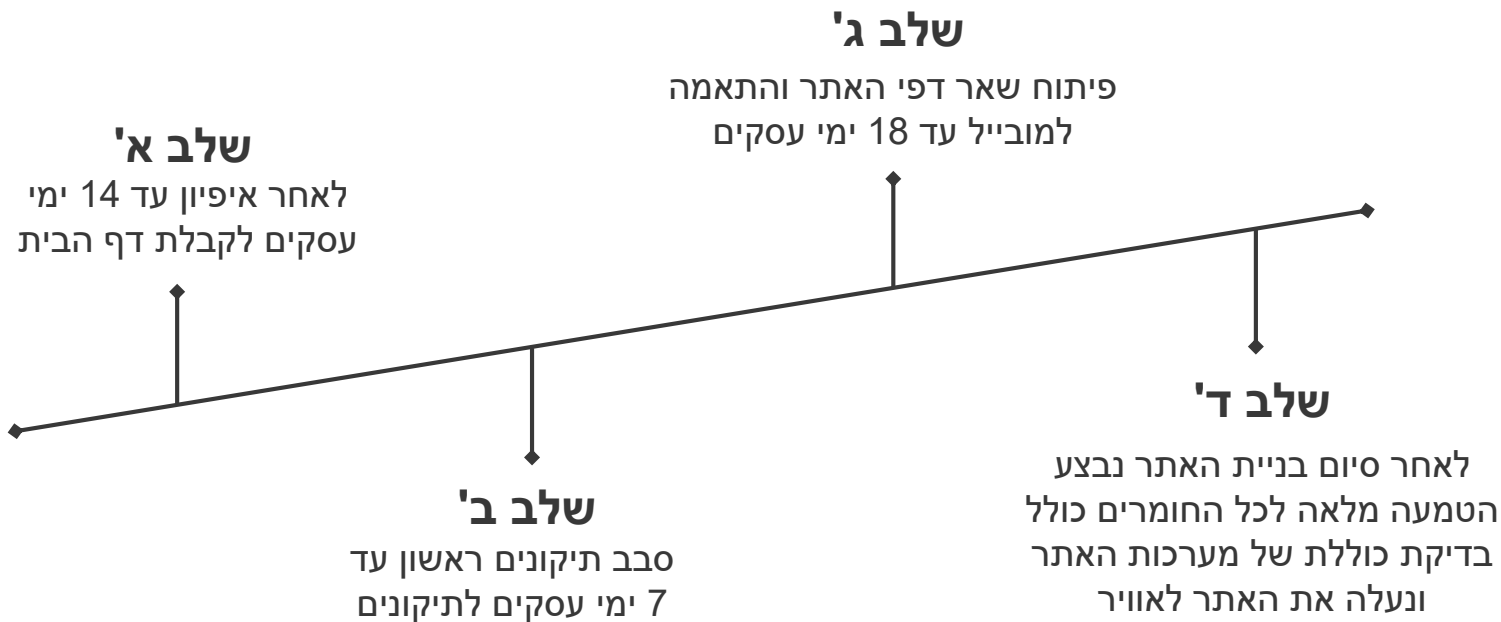 שלב א'
לאחר איפיון עד 14 ימי
עסקים לקבלת דף הבית
שלב ב'
סבב תיקונים ראשון עד
7 ימי עסקים לתיקונים
שלב ג'
פיתוח שאר דפי האתר והתאמה
למובייל עד 18 ימי עסקים
שלב ד'
לאחר סיום בניית האתר נבצע
הטמעה מלאה לכל החומרים כולל
בדיקת כוללת של מערכות האתר
ונעלה את האתר לאוויר